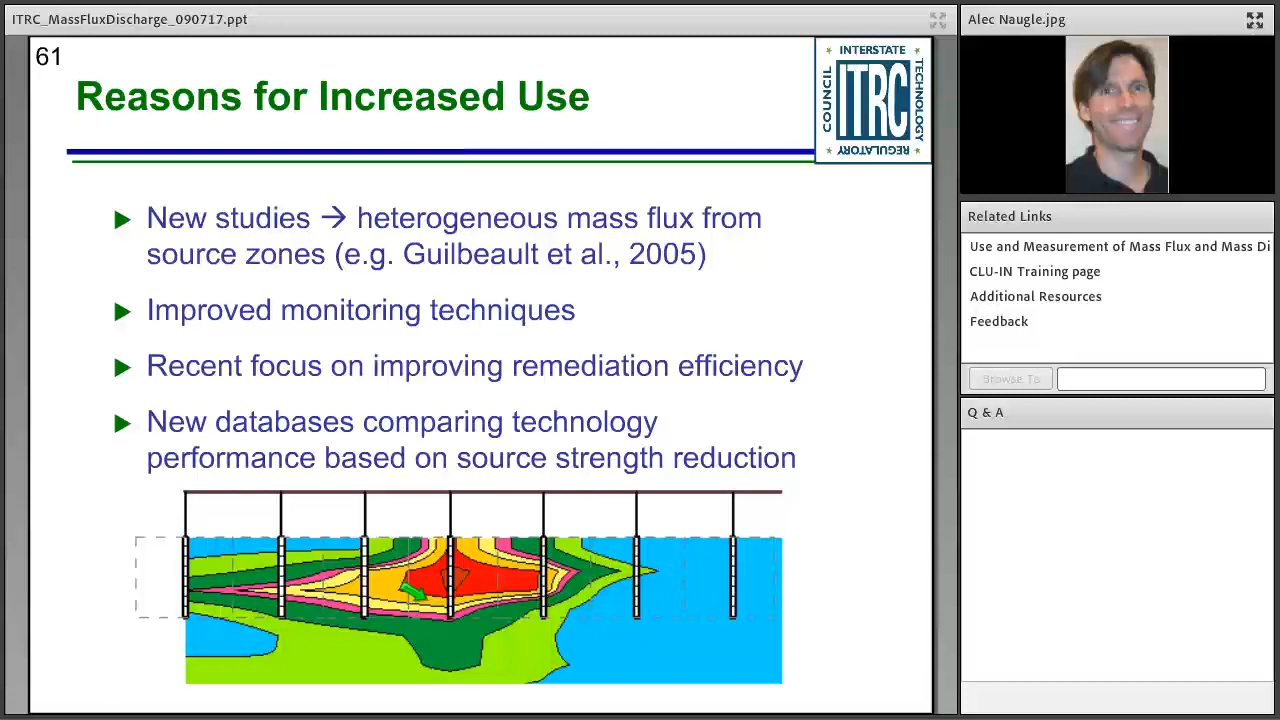 ITRC_MassFluxDischarge_090717.ppt
61
Reasons for Increased Use
INTERSTATE
COUNCIL
ITRC
TECHNOLOGY
REGULATORY
New studies → heterogeneous mass flux from
source zones (e.g. Guilbeault et al., 2005)
Improved monitoring techniques
Recent focus on improving remediation efficiency
New databases comparing technology
performance based on source strength reduction
Alec Naugle.jpg
Related Links
Use and Measurement of Mass Flux and Mass Di
CLU-IN Training page
Additional Resources
Feedback
Browse To
Q & A